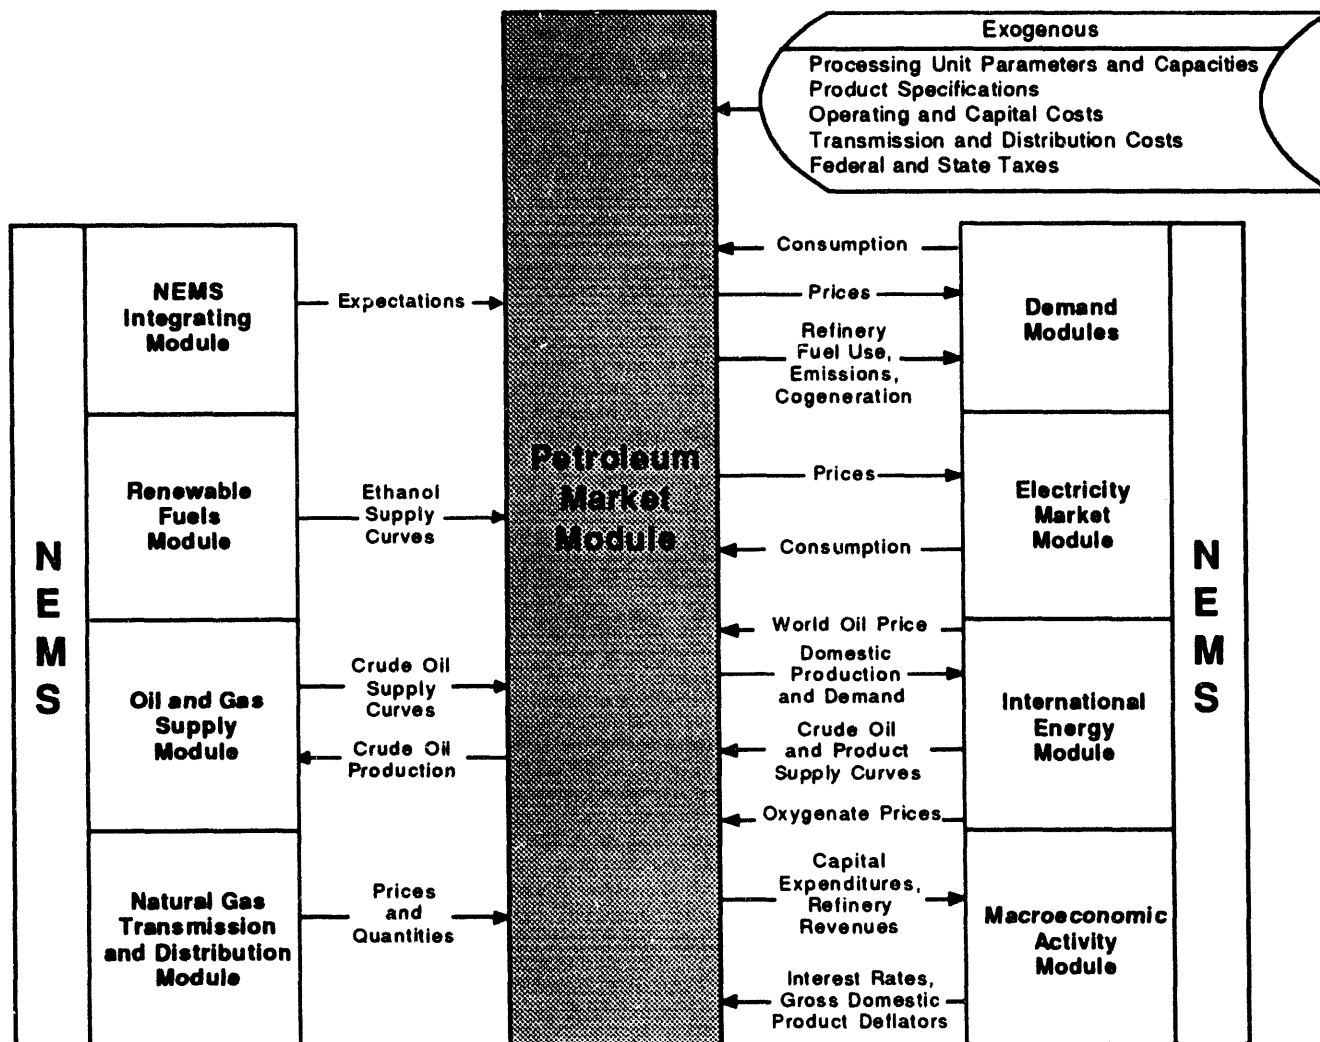 Exogenous
Processing Unit Parameters and Capacities
Product Specifications
Operating and Capital Costs
Transmission and Distribution Costs
Federal and State Taxes
NEMS
NEMS
Integrating
Module
Expectations
Renewable
Fuels
Module
Ethanol
Supply
Curves
Oil and Gas
Supply
Module
Crude Oil
Supply
Curves
Crude Oil
Production
Natural Gas
Transmission
and Distribution
Module
Prices
and
Quantities
Petroleum
Market
Module
Consumption
Prices
Refinery
Fuel Use,
Emissions,
Cogeneration
Demand
Modules
Prices
Consumption
Electricity
Market
Module
World Oil Price
Domestic
Production
and Demand
Crude Oil
and Product
Supply Curves
Oxygenate Prices
International
Energy
Module
Capital
Expenditures,
Refinery
Revenues
Interest Rates,
Gross Domestic
Product Deflators
Macroeconomic
Activity
Module
NEMS